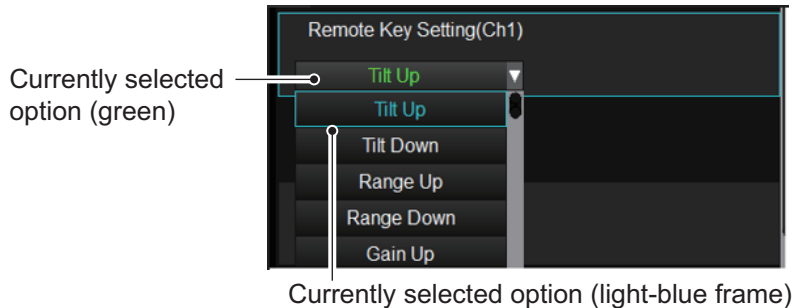 Remote Key Setting(Ch1)
Currently selected
option (green)
Tilt Up
Tilt Up
Tilt Down
Range Up
Range Down
Gain Up
Currently selected option (light-blue frame)